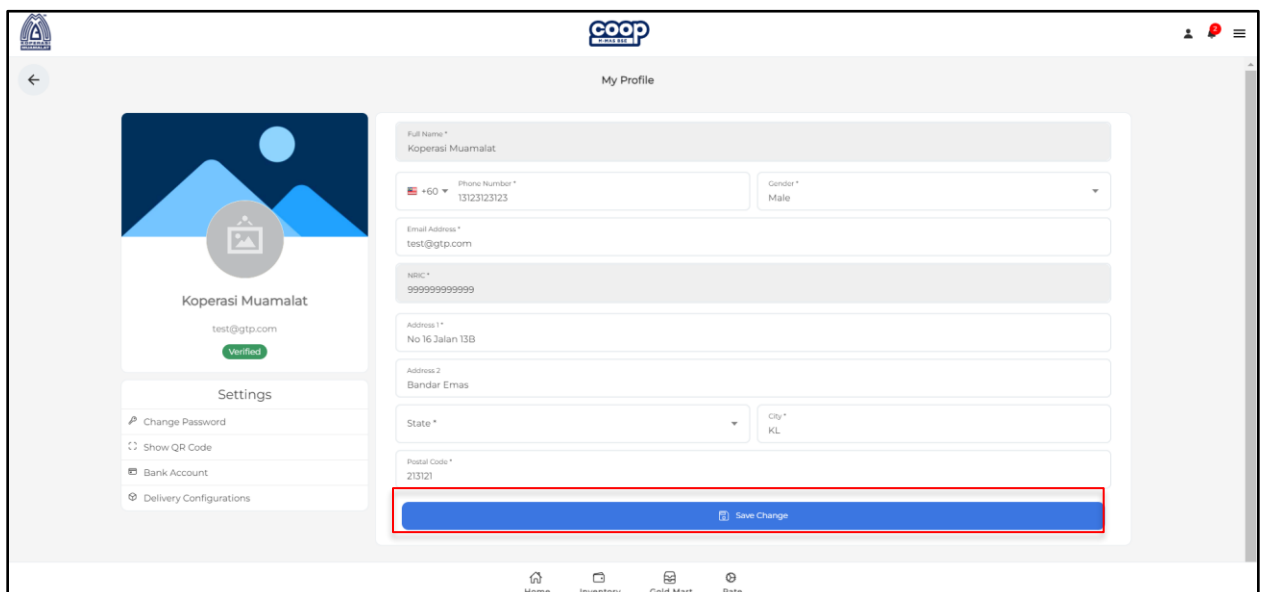 KOPERASI
MUAMALAT
coop
2
My Profile
Koperasi Muamalat
test@gtp.com
Verified
Settings
Change Password
Show QR Code
Bank Account
Delivery Configurations
Full Name *
Koperasi Muamalat
+60
Phone Number *
13123123123
Gender *
Male
Email Address *
test@gtp.com
NRIC *
999999999999
Address 1 *
No 16 Jalan 13B
Address 2
Bandar Emas
State *
City *
KL
Postal Code *
213121
Save Change
Home Inventory Gold Mart Rate